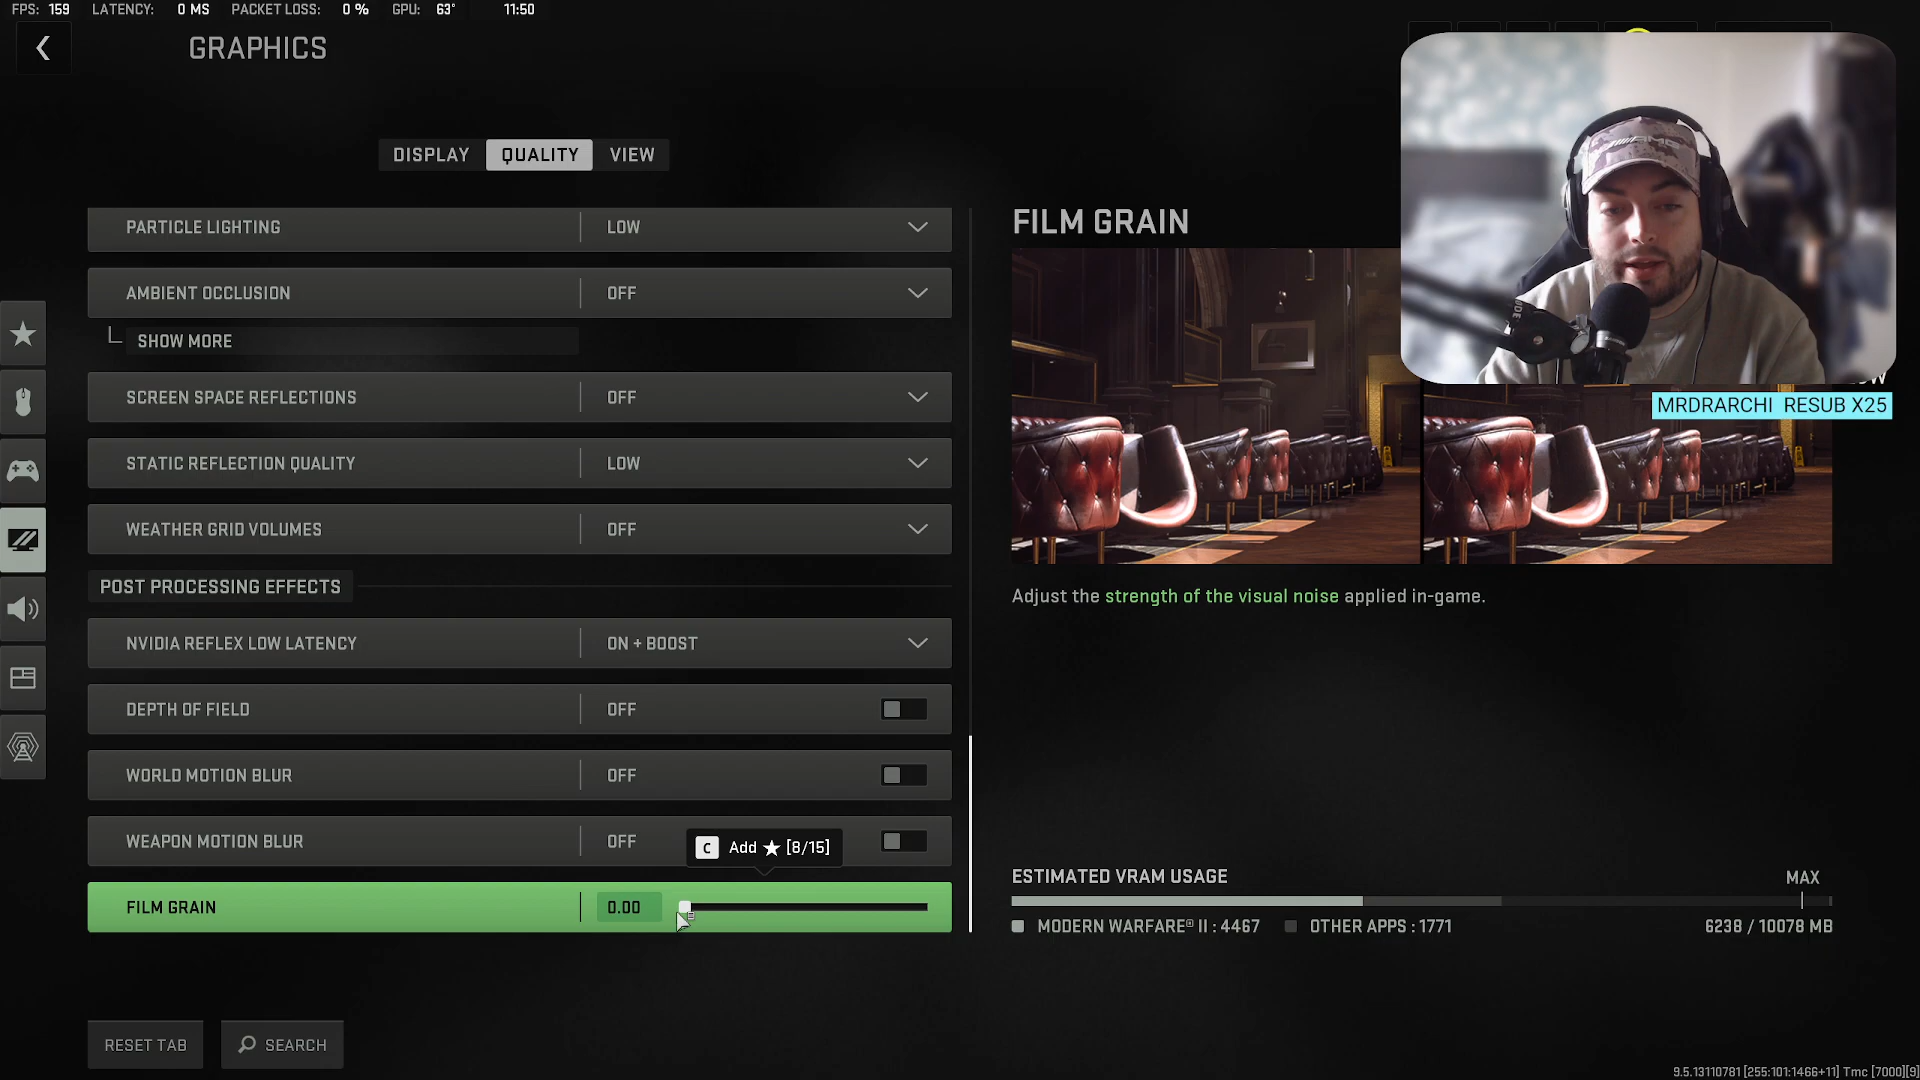 FPS: 159 LATENCY: 0 MS PACKET LOSS: 0 % GPU: 63° 11:50
GRAPHICS
DISPLAY QUALITY VIEW
PARTICLE LIGHTING LOW
AMBIENT OCCLUSION OFF
SHOW MORE
SCREEN SPACE REFLECTIONS OFF
STATIC REFLECTION QUALITY LOW
WEATHER GRID VOLUMES OFF
POST PROCESSING EFFECTS
NVIDIA REFLEX LOW LATENCY ON + BOOST
DEPTH OF FIELD OFF
WORLD MOTION BLUR OFF
WEAPON MOTION BLUR OFF
C Add ★ [8/15]
FILM GRAIN 0.00
RESET TAB SEARCH
FILM GRAIN
AMG
MRDRARCHI RESUB X25
Adjust the strength of the visual noise applied in-game.
ESTIMATED VRAM USAGE MAX
MODERN WARFARE® II : 4467 OTHER APPS : 1771 6238 / 10078 MB
9.5.13110781 [255:101:1466+11] Tmc [7000][9]